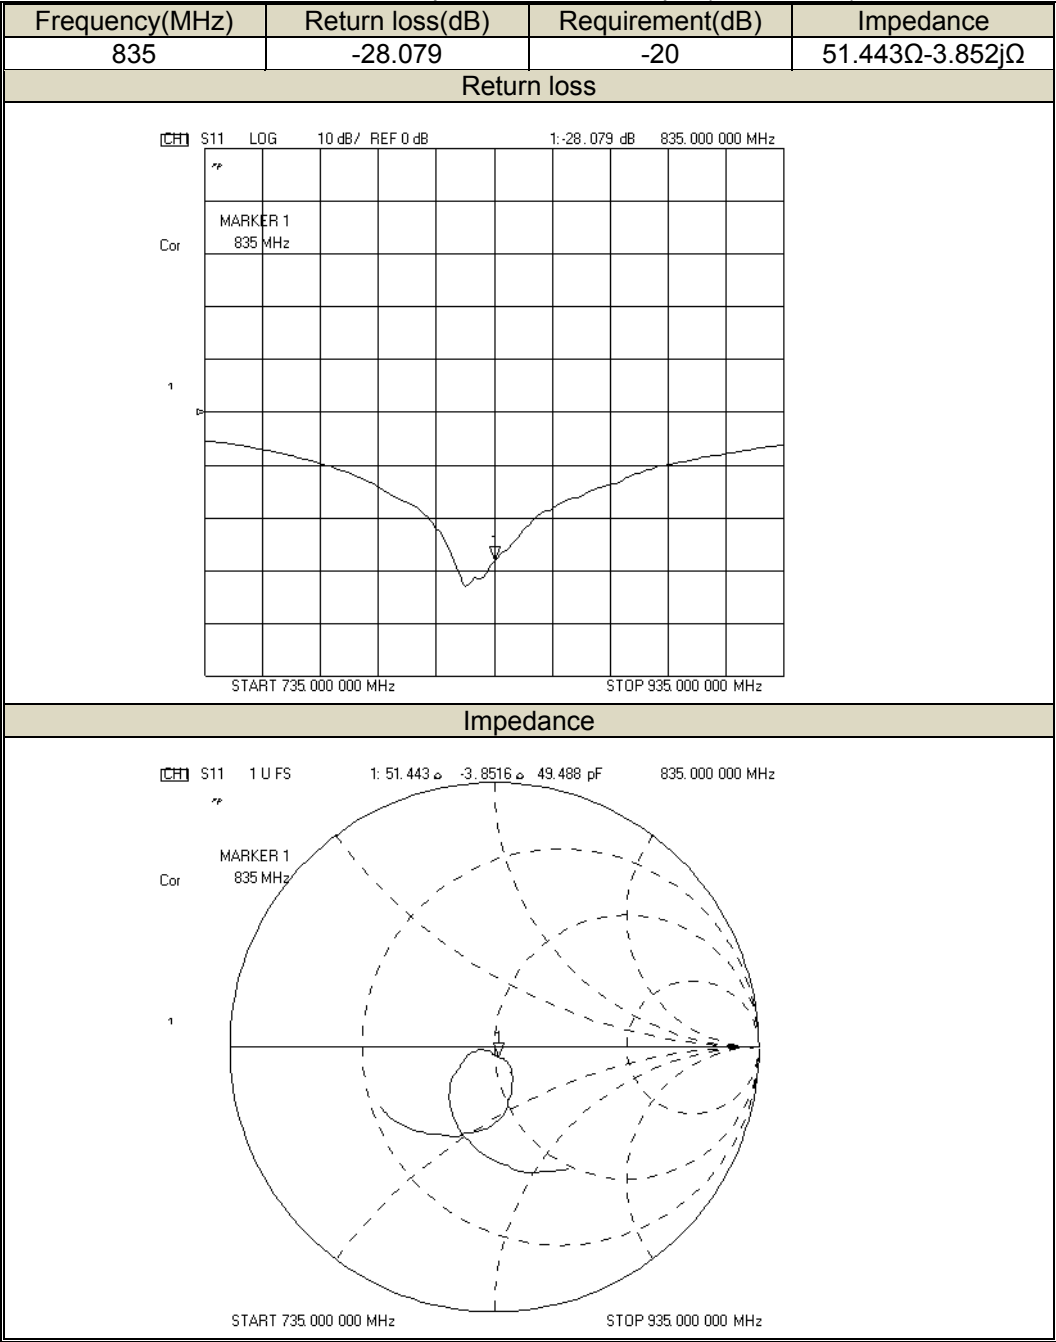 Frequency(MHz) Return loss(dB) Requirement(dB) Impedance
835 -28.079 -20 51.443Ω-3.852jΩ
Return loss
CH1 S11 LOG 10 dB/ REF 0 dB 1:-28.079 dB 835.000 000 MHz
MARKER 1
835 MHz
Cor
1
START 735.000 000 MHz STOP 935.000 000 MHz
Impedance
CH1 S11 1 U FS 1: 51.443 Ω -3.8516 Ω 49.488 pF 835.000 000 MHz
MARKER 1
835 MHz
Cor
1
START 735.000 000 MHz STOP 935.000 000 MHz